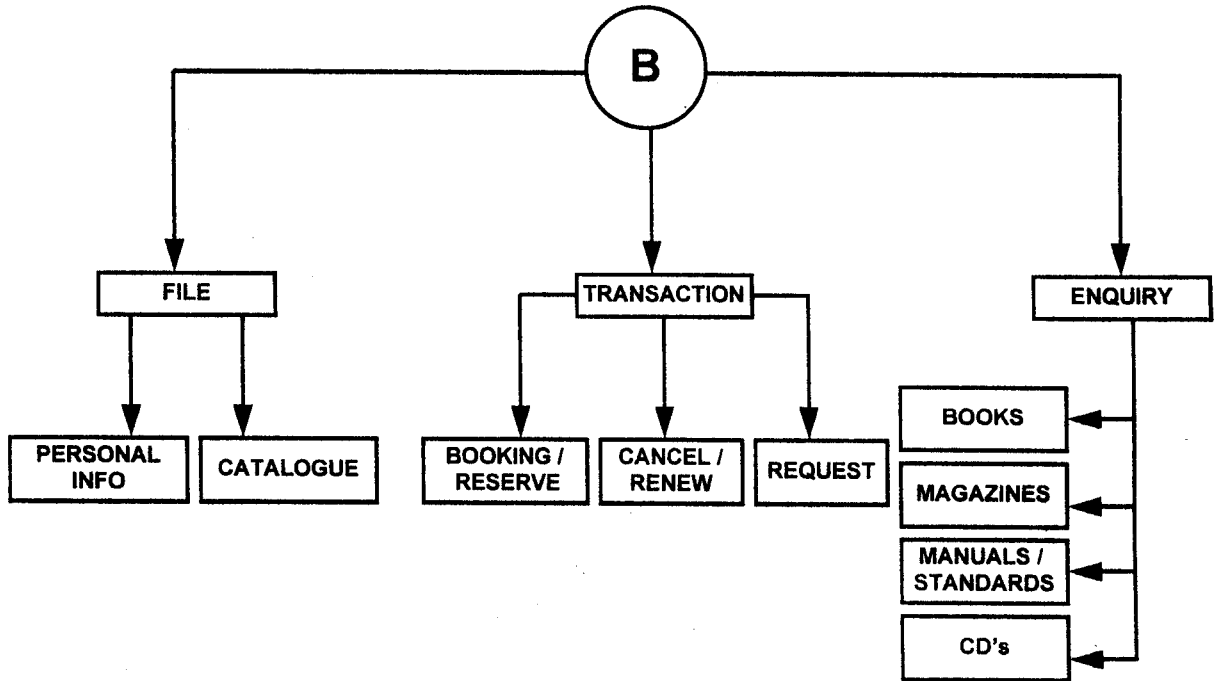 B
FILE
TRANSACTION
ENQUIRY
PERSONAL
INFO
CATALOGUE
BOOKING /
RESERVE
CANCEL /
RENEW
REQUEST
BOOKS
MAGAZINES
MANUALS /
STANDARDS
CD's